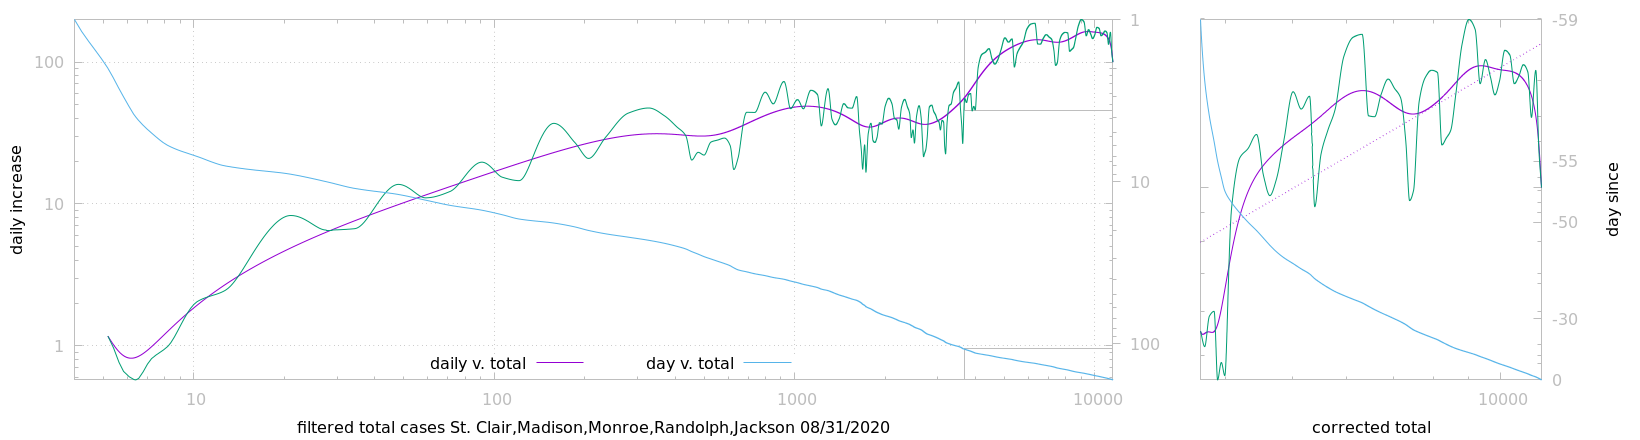 1
-59
100
daily increase
10
10
-55
-50
day since
1
daily v. total
day v. total
100
-30
0
10
100
1000
10000
10000
filtered total cases St. Clair,Madison,Monroe,Randolph,Jackson 08/31/2020
corrected total